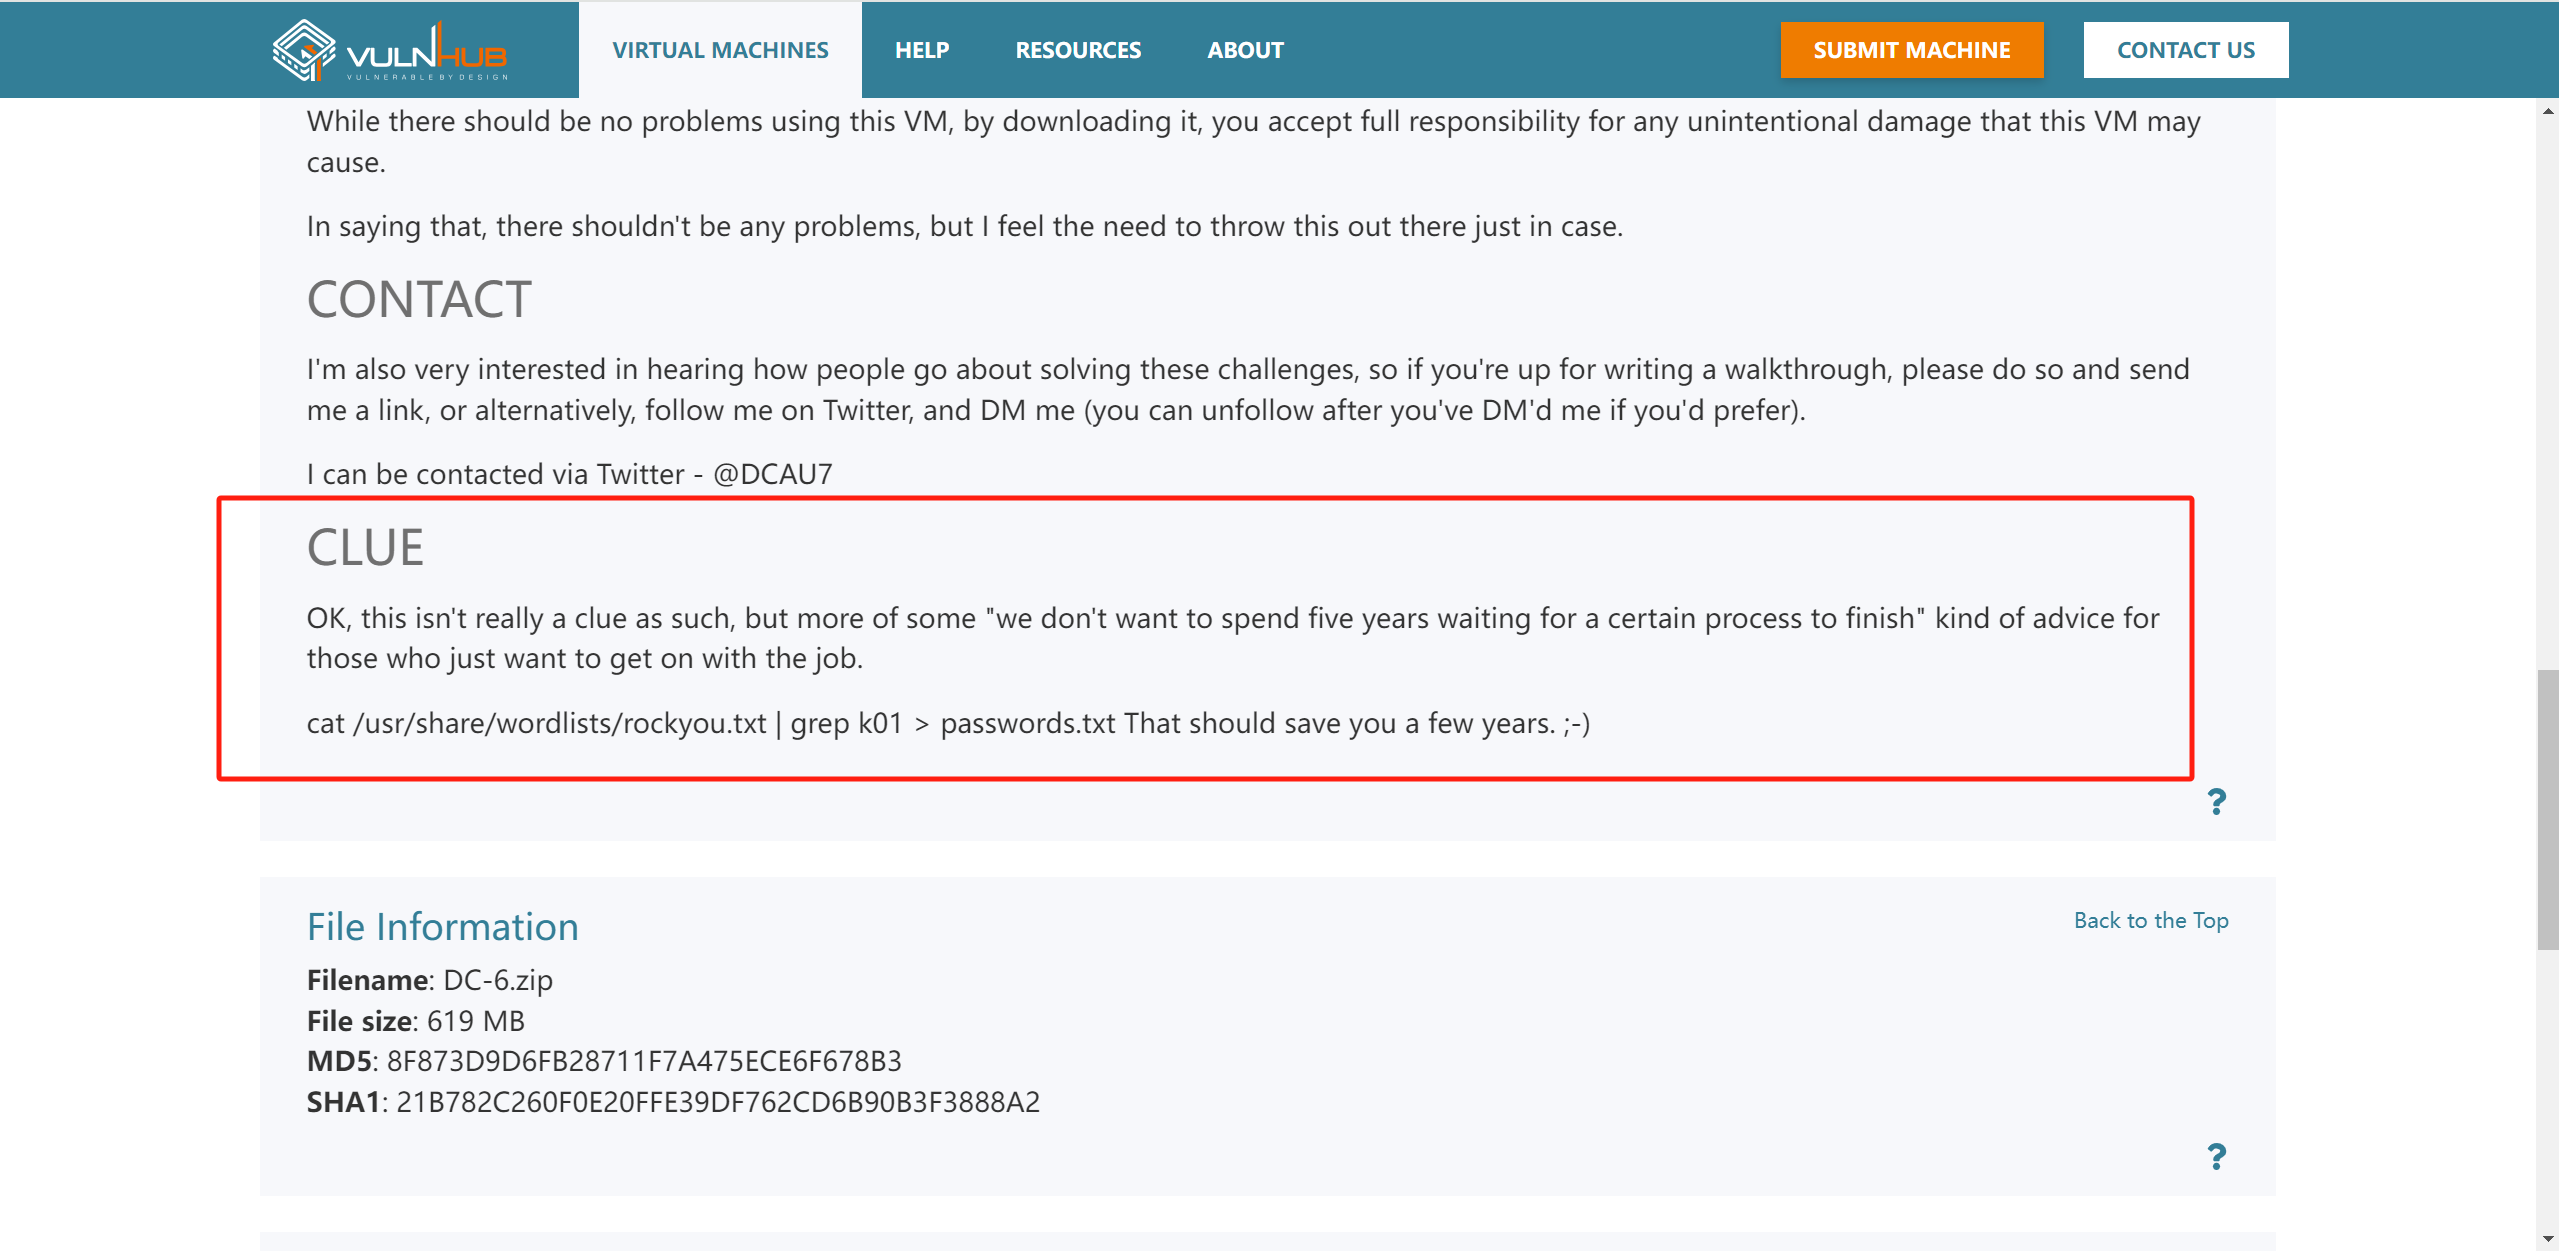 VULNHUB
VULNERABLE BY DESIGN
VIRTUAL MACHINES
HELP
RESOURCES
ABOUT
SUBMIT MACHINE
CONTACT US
While there should be no problems using this VM, by downloading it, you accept full responsibility for any unintentional damage that this VM may
cause.
In saying that, there shouldn't be any problems, but I feel the need to throw this out there just in case.
CONTACT
I'm also very interested in hearing how people go about solving these challenges, so if you're up for writing a walkthrough, please do so and send
me a link, or alternatively, follow me on Twitter, and DM me (you can unfollow after you've DM'd me if you'd prefer).
I can be contacted via Twitter - @DCAU7
CLUE
OK, this isn't really a clue as such, but more of some "we don't want to spend five years waiting for a certain process to finish" kind of advice for
those who just want to get on with the job.
cat /usr/share/wordlists/rockyou.txt | grep k01 > passwords.txt That should save you a few years. ;-)
?
File Information
Back to the Top
Filename: DC-6.zip
File size: 619 MB
MD5: 8F873D9D6FB28711F7A475ECE6F678B3
SHA1: 21B782C260F0E20FFE39DF762CD6B90B3F3888A2
?